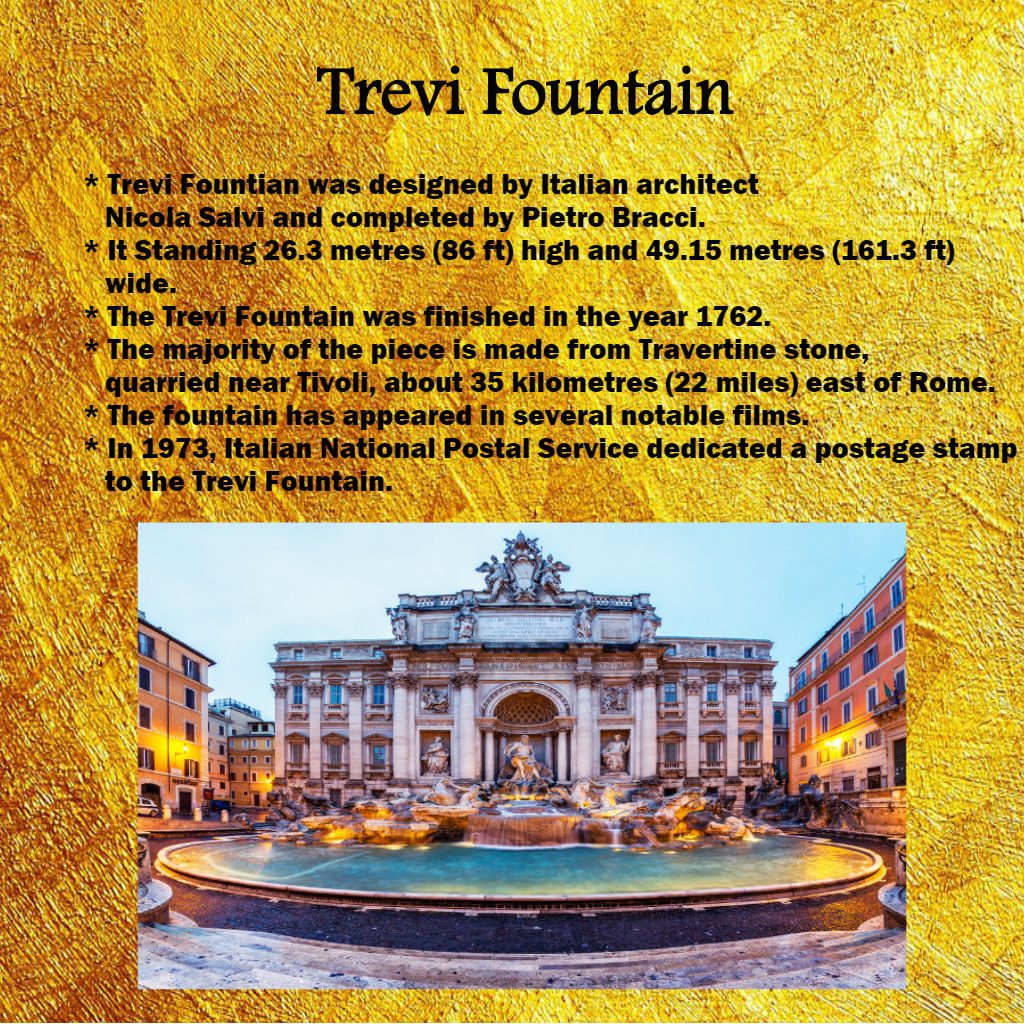 Trevi Fountain
* Trevi Fountian was designed by Italian architect
Nicola Salvi and completed by Pietro Bracci.
* It Standing 26.3 metres (86 ft) high and 49.15 metres (161.3 ft)
wide.
* The Trevi Fountain was finished in the year 1762.
* The majority of the piece is made from Travertine stone,
quarried near Tivoli, about 35 kilometres (22 miles) east of Rome.
* The fountain has appeared in several notable films.
* In 1973, Italian National Postal Service dedicated a postage stamp
to the Trevi Fountain.